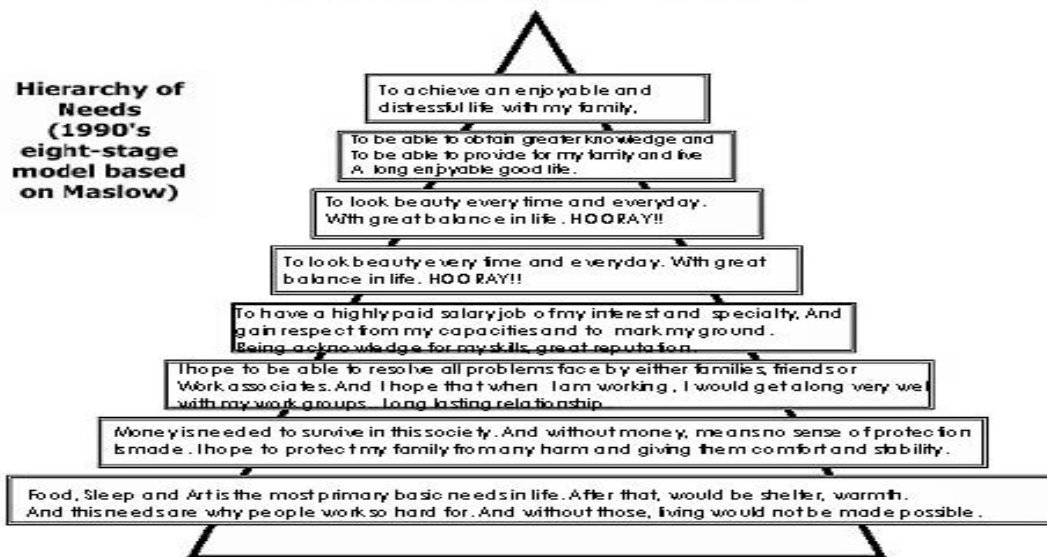 Hierarchy of
Needs
(1990's
eight-stage
model based
on Maslow)
To achieve an enjoyable and
distressful life with my family,
To be able to obtain greater knowledge and
To be able to provide for my family and live
A long enjoyable good life.
To look beauty every time and everyday.
With great balance in life. HOORAY!!
To look beauty every time and everyday. With great
balance in life. HOORAY!!
To have a highly paid salary job of my interest and specialty, And
gain respect from my capacities and to mark my ground.
Being acknowledge for my skills, great reputation.
I hope to be able to resolve all problems face by either families, friends or
Work associates. And I hope that when I am working, I would get along very well
with my work groups. Long lasting relationship.
Money is needed to survive in this society. And without money, means no sense of protection
Is made. I hope to protect my family from any harm and giving them comfort and stability.
Food, Sleep and Art is the most primary basic needs in life. After that, would be shelter, warmth.
And this needs are why people work so hard for. And without those, living would not be made possible.